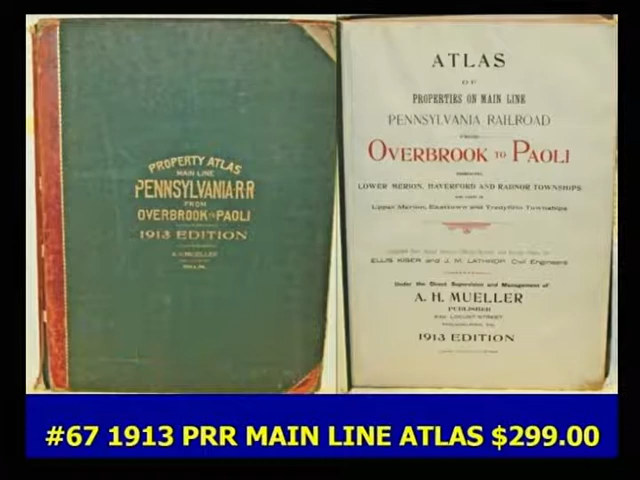 PROPERTY ATLAS
MAIN LINE
PENNSYLVANIA R.R
FROM
OVERBROOK TO PAOLI
1913 EDITION
A. H. MUELLER
PHILA.
ATLAS
OF
PROPERTIES ON MAIN LINE
PENNSYLVANIA RAILROAD
FROM
OVERBROOK TO PAOLI
EMBRACING
LOWER MERION, HAVERFORD AND RADNOR TOWNSHIPS
Upper Merion, Easttown and Tredyffrin Townships
ELLIS KISER and J. M. LATHROP, Civil Engineers
Under the Direct Supervision and Management of
A. H. MUELLER
PUBLISHER
LOCUST STREET
PHILADELPHIA, PA.
1913 EDITION
#67 1913 PRR MAIN LINE ATLAS $299.00